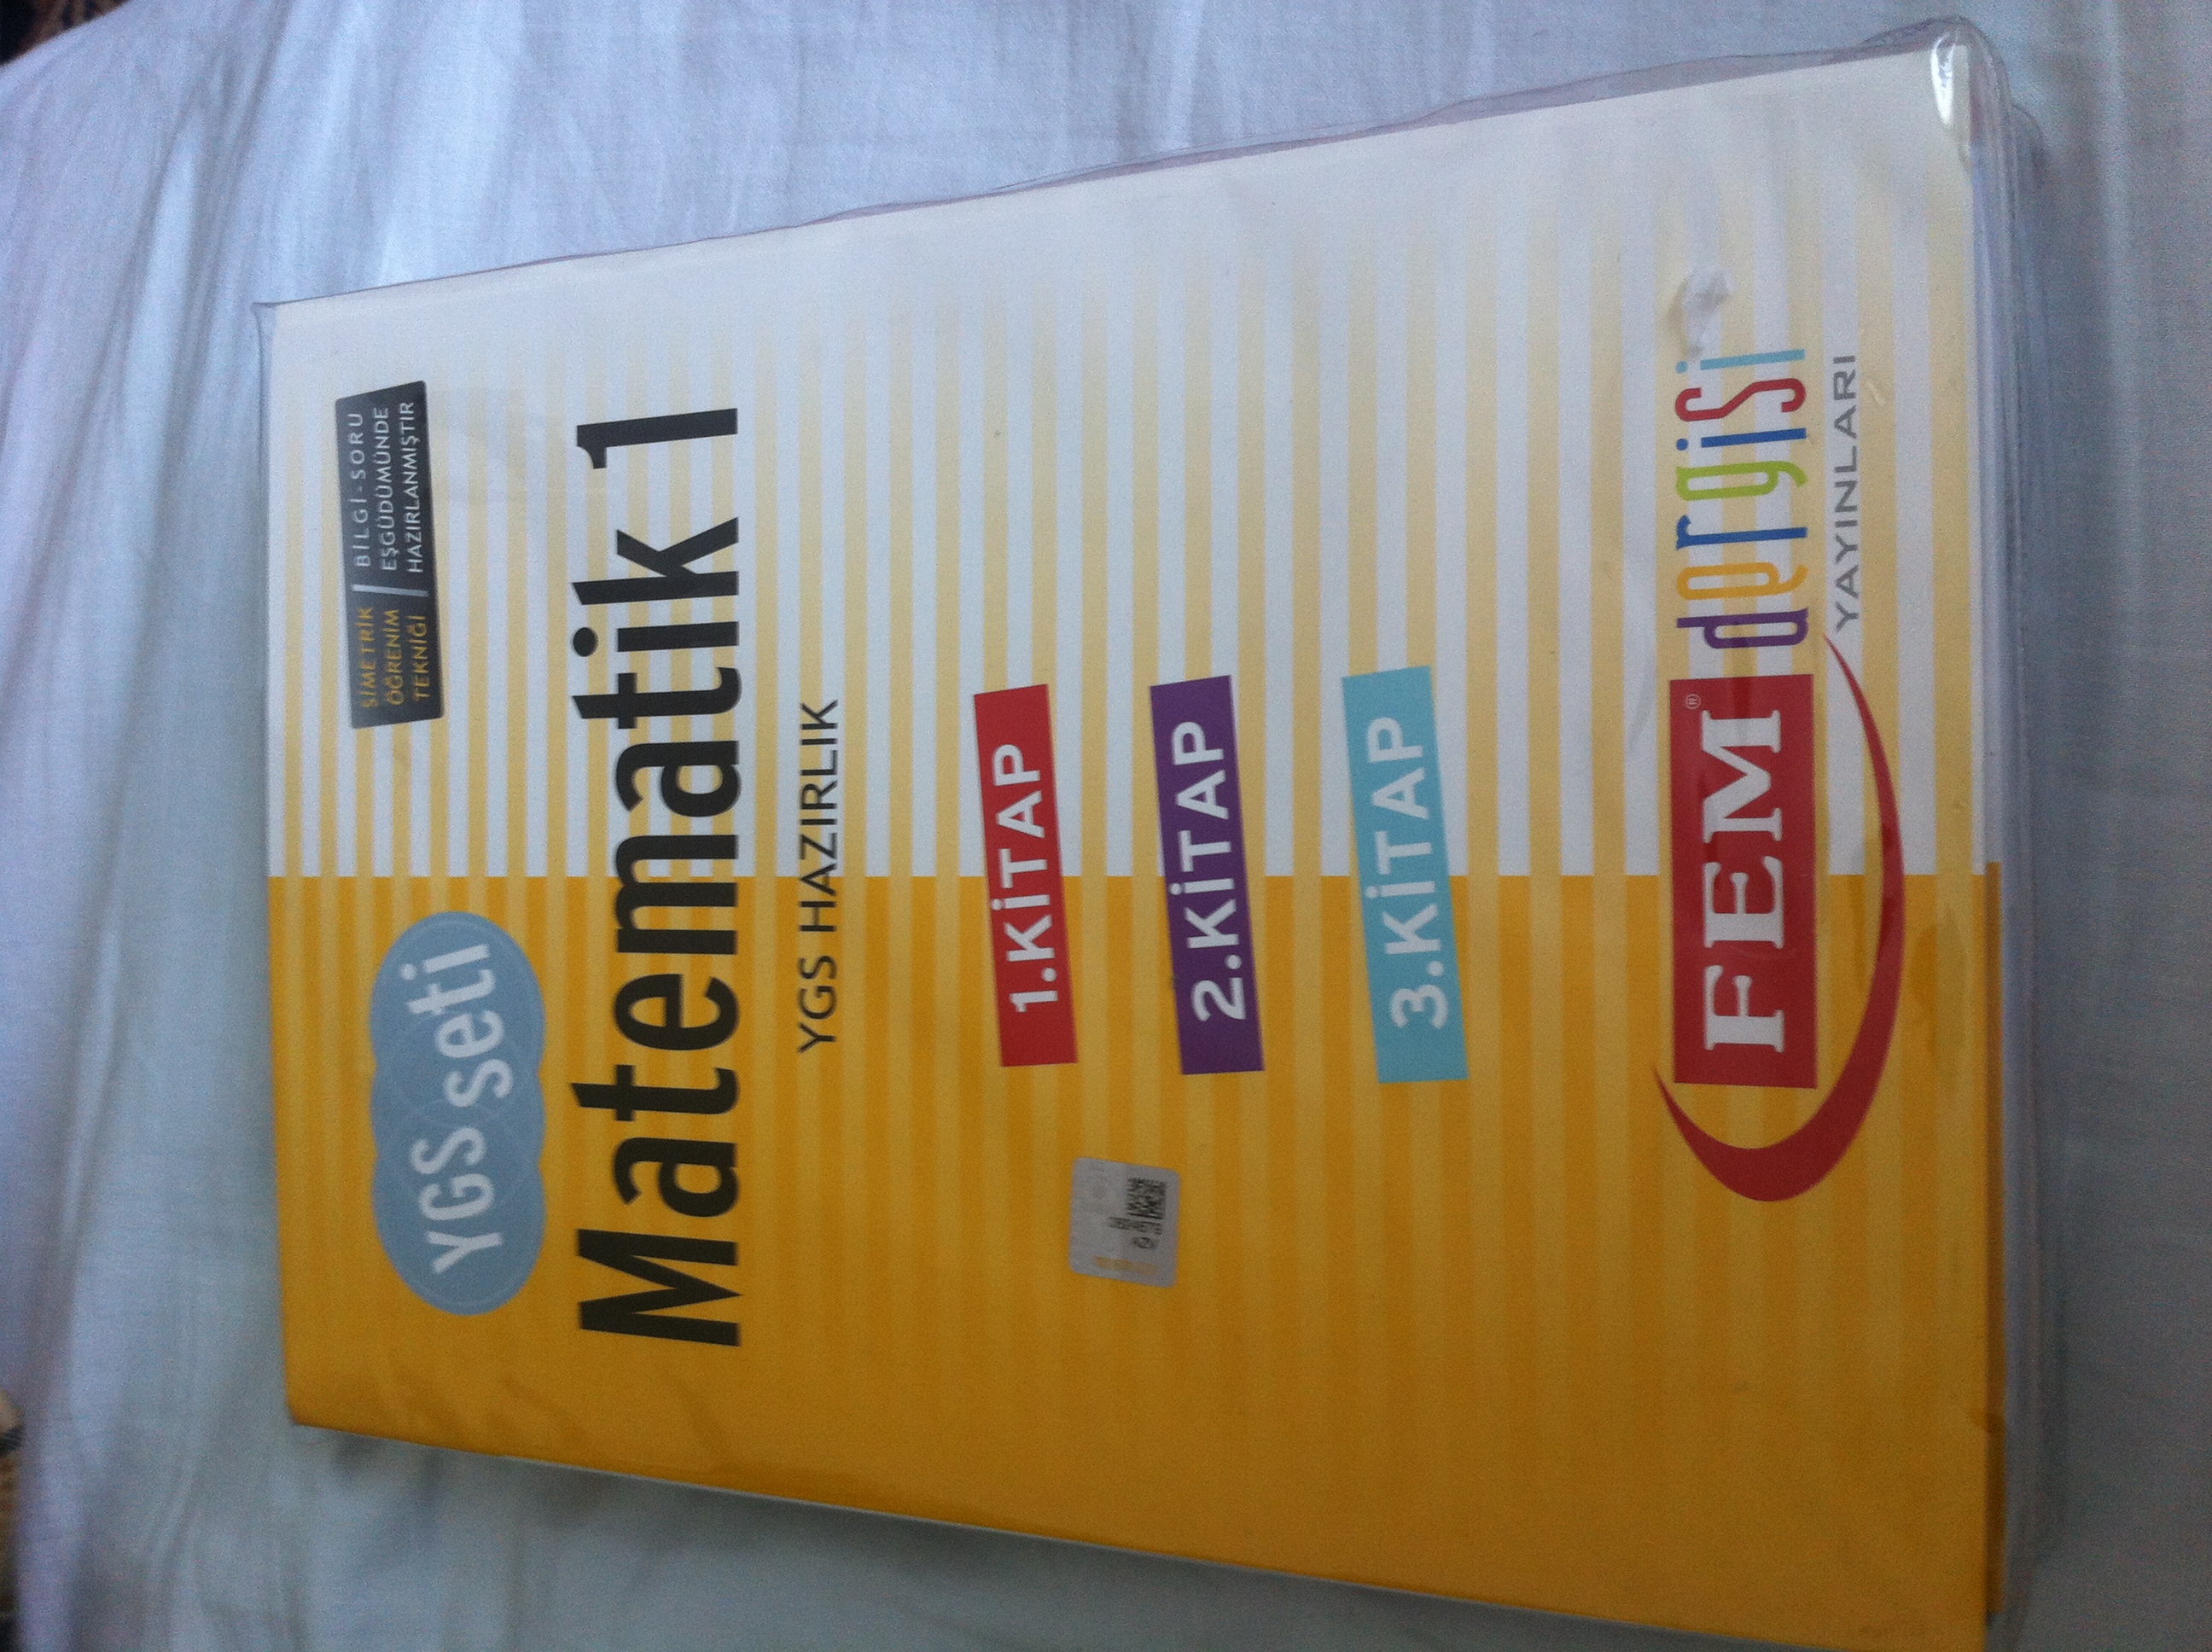 SİMETRİK ÖĞRENİM TEKNİĞİ
BİLGİ-SORU
EŞGÜDÜMÜNDE
HAZIRLANMIŞTIR
YGS seti
Matematik 1
YGS HAZIRLIK
1.KİTAP
2.KİTAP
3.KİTAP
FEM® dergisi
YAYINLARI